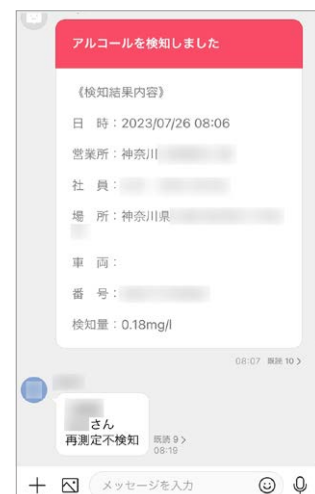 アルコールを検知しました
《検知結果内容》
日　時：2023/07/26 08:06
営業所：神奈川
社　員：
場　所：神奈川県
車　両：
番　号：
検知量：0.18mg/l
08:07 既読 10
さん
再測定不検知
既読 9
08:19
メッセージを入力